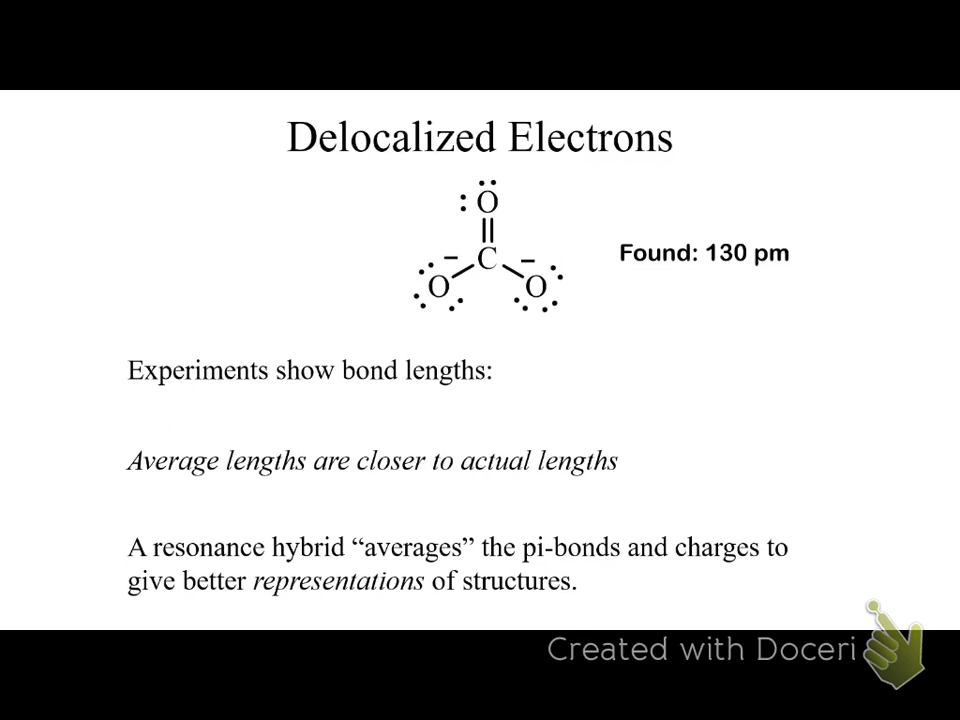 Delocalized Electrons
O
C
O O
Found: 130 pm
Experiments show bond lengths:
Average lengths are closer to actual lengths
A resonance hybrid “averages” the pi-bonds and charges to
give better representations of structures.
Created with Doceri